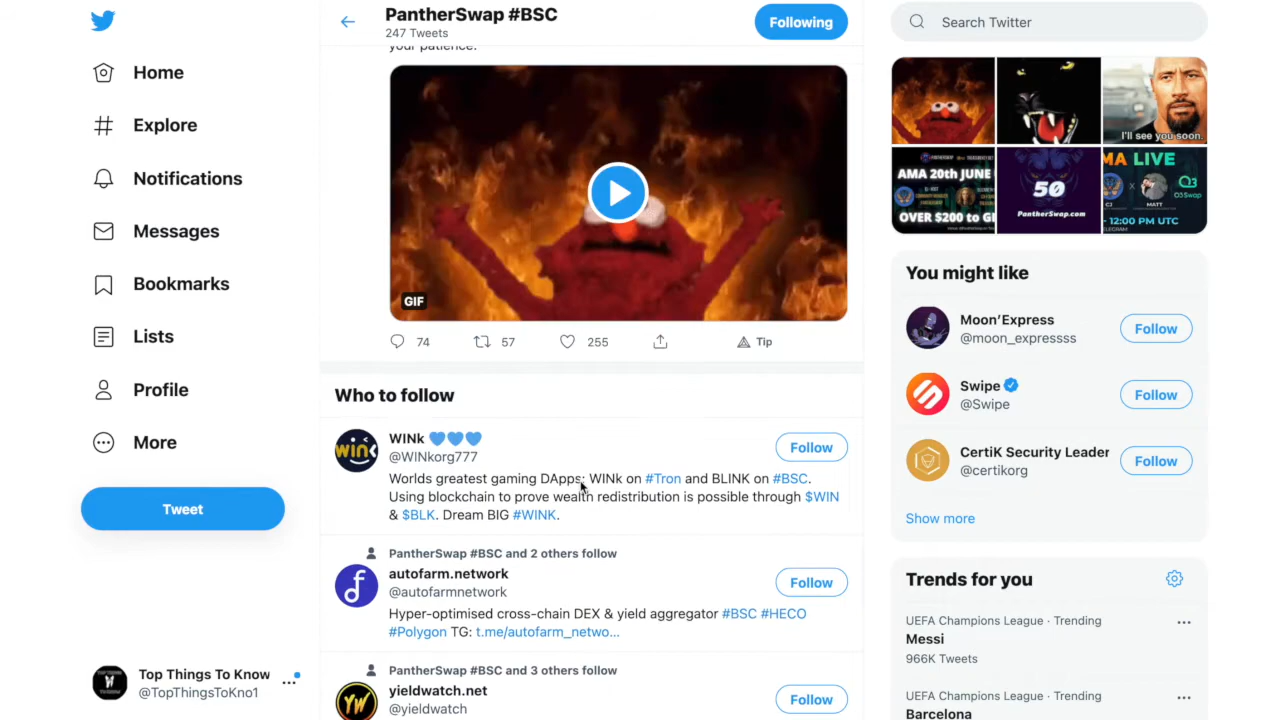 PantherSwap #BSC
247 Tweets
Following
Search Twitter
your patience.
Home
Explore
Notifications
Messages
Bookmarks
Lists
Profile
More
Tweet
Top Things To Know
@TopThingsToKno1
GIF
74
57
255
Tip
Who to follow
WINk 💙💙💙
@WINkorg777
Follow
Worlds greatest gaming DApps: WINk on #Tron and BLINK on #BSC.
Using blockchain to prove wealth redistribution is possible through $WIN
& $BLK. Dream BIG #WINK.
PantherSwap #BSC and 2 others follow
autofarm.network
@autofarmnetwork
Follow
Hyper-optimised cross-chain DEX & yield aggregator #BSC #HECO
#Polygon TG: t.me/autofarm_netwo...
PantherSwap #BSC and 3 others follow
yieldwatch.net
@yieldwatch
Follow
I'll see you soon.
AMA 20th JUNE
OVER $200 to GI
50
PantherSwap.com
MA LIVE
CJ
MATT
O3Swap
- 12:00 PM UTC
You might like
Moon'Express
@moon_expressss
Follow
Swipe
@Swipe
Follow
CertiK Security Leader
@certikorg
Follow
Show more
Trends for you
UEFA Champions League · Trending
Messi
966K Tweets
UEFA Champions League · Trending
Barcelona